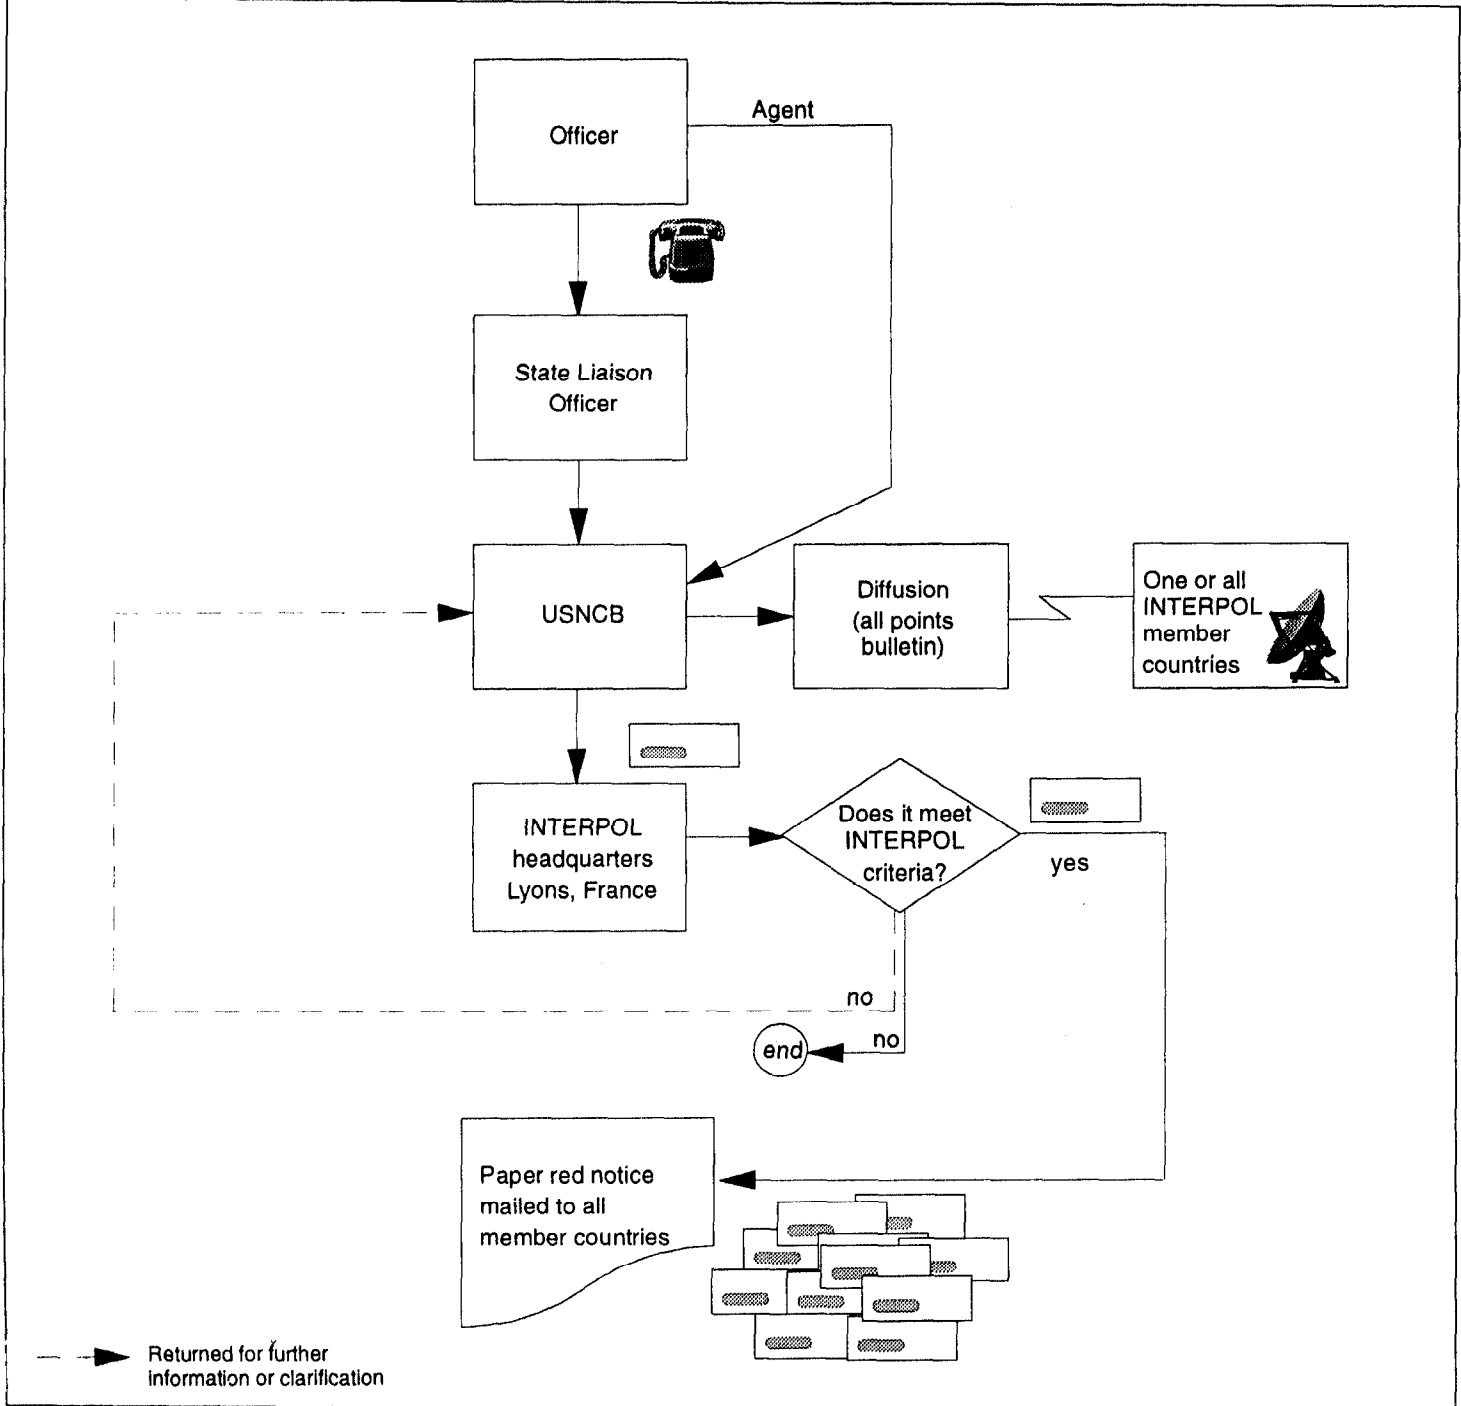 Officer
Agent
State Liaison
Officer
USNCB
Diffusion
(all points
bulletin)
One or all
INTERPOL
member
countries
INTERPOL
headquarters
Lyons, France
Does it meet
INTERPOL
criteria?
yes
no
no
end
Paper red notice
mailed to all
member countries
Returned for further
information or clarification